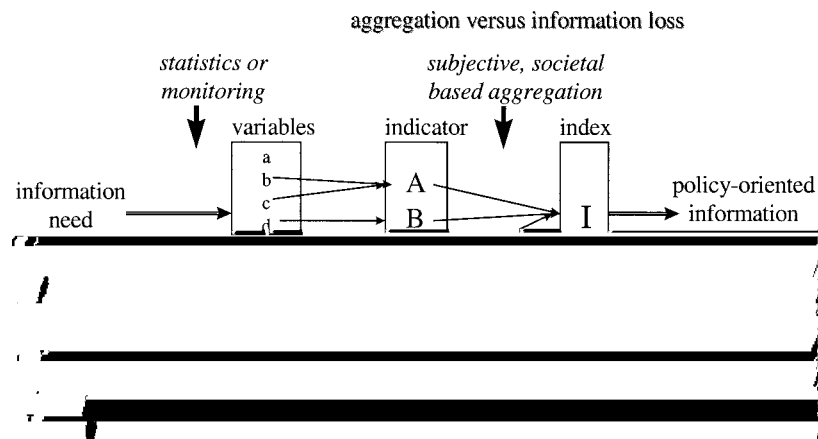 aggregation versus information loss
statistics or
monitoring
subjective, societal
based aggregation
variables
indicator
index
a
b
c
d
A
B
I
information
need
policy-oriented
information